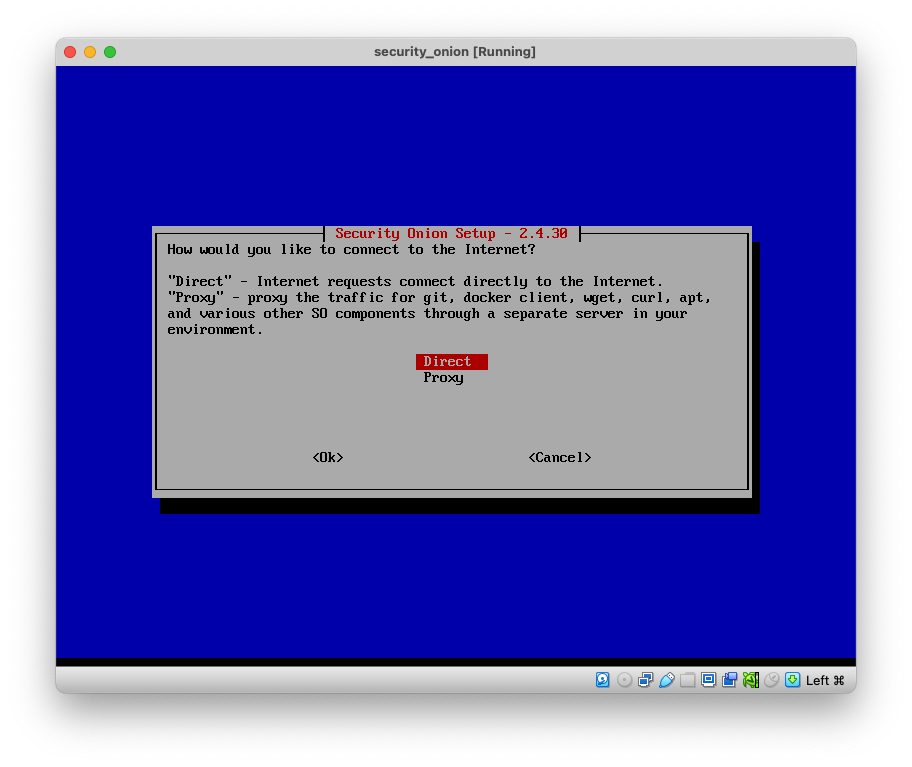 security_onion [Running]
Security Onion Setup - 2.4.30
How would you like to connect to the Internet?
"Direct" - Internet requests connect directly to the Internet.
"Proxy" - proxy the traffic for git, docker client, wget, curl, apt,
and various other SO components through a separate server in your
environment.
Direct
Proxy
<Ok> <Cancel>
Left ⌘